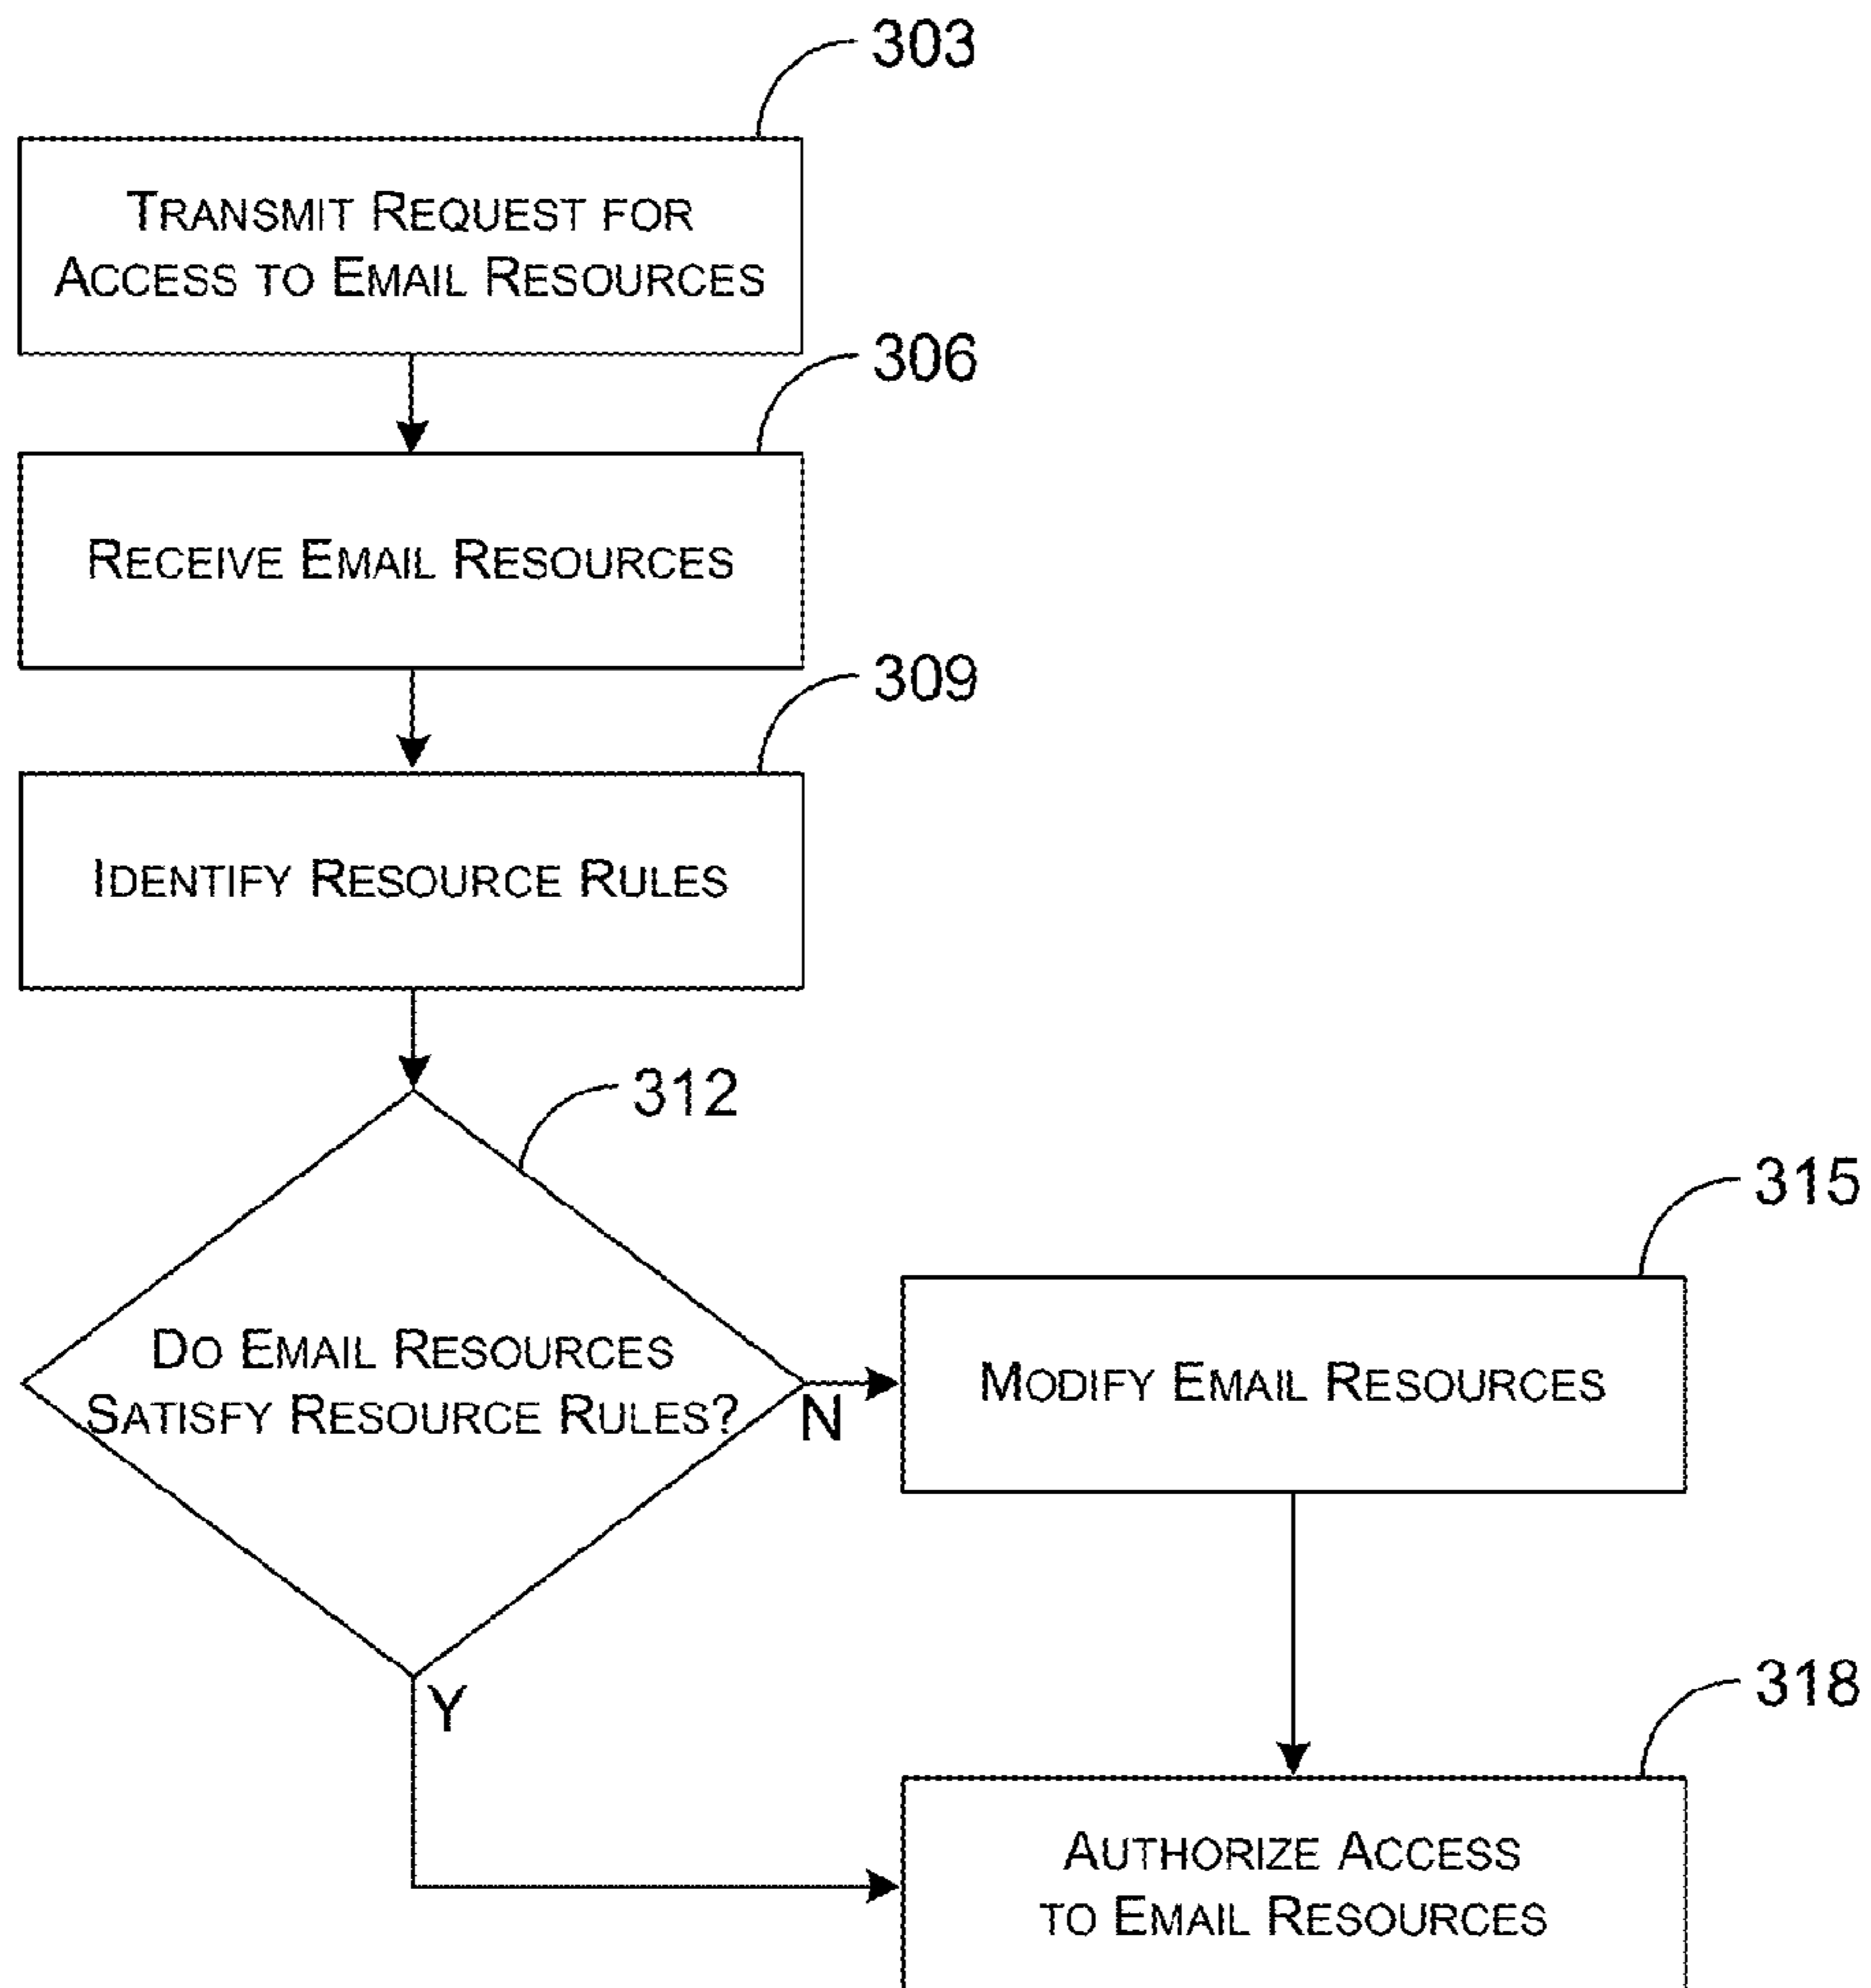 303
TRANSMIT REQUEST FOR
ACCESS TO EMAIL RESOURCES
306
RECEIVE EMAIL RESOURCES
309
IDENTIFY RESOURCE RULES
312
DO EMAIL RESOURCES
SATISFY RESOURCE RULES?
N
315
MODIFY EMAIL RESOURCES
Y
318
AUTHORIZE ACCESS
TO EMAIL RESOURCES